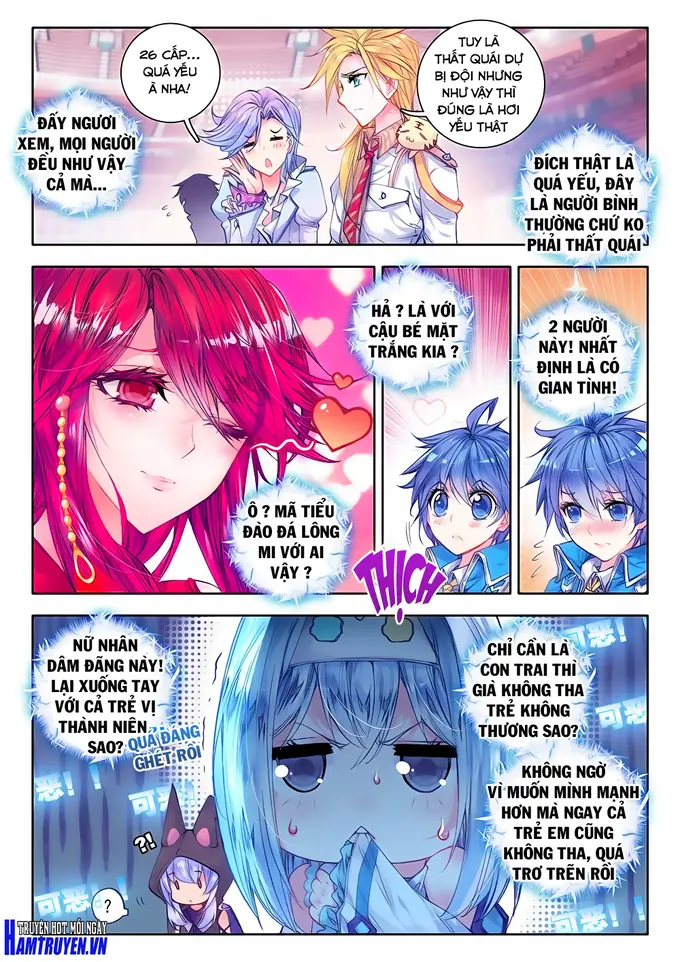 26 CẤP...
QUÁ YẾU
À NHA!
TUY LÀ
THẤT QUÁI DỰ
BỊ ĐỘI NHƯNG
NHƯ VẬY THÌ
ĐÚNG LÀ HƠI
YẾU THẬT
ĐẤY NGƯƠI
XEM, MỌI NGƯỜI
ĐỀU NHƯ VẬY
CẢ MÀ...
ĐÍCH THẬT LÀ
QUÁ YẾU, ĐÂY
LÀ NGƯỜI BÌNH
THƯỜNG CHỨ KO
PHẢI THẤT QUÁI
Ồ ? MÃ TIỂU
ĐÀO ĐÁ LÔNG
MI VỚI AI
VẬY ?
HẢ ? LÀ VỚI
CẬU BÉ MẶT
TRẮNG KIA ?
THỊCH
2 NGƯỜI
NÀY! NHẤT
ĐỊNH LÀ CÓ
GIAN TÌNH!
NỮ NHÂN
DÂM ĐÃNG NÀY!
LẠI XUỐNG TAY
VỚI CẢ TRẺ VỊ
THÀNH NIÊN
SAO?
QUÁ ĐÁNG
GHÉT RỒI
CHỈ CẦN LÀ
CON TRAI THÌ
GIÀ KHÔNG THA
TRẺ KHÔNG
THƯƠNG SAO?
KHÔNG NGỜ
VÌ MUỐN MÌNH MẠNH
HƠN MÀ NGAY CẢ
TRẺ EM CŨNG
KHÔNG THA, QUÁ
TRƠ TRẼN RỒI
可恶!
可恶!
可恶!
可恶!
可恶!
?!
?
TRUYỆN HOT MỖI NGÀY
HAMTRUYEN.VN